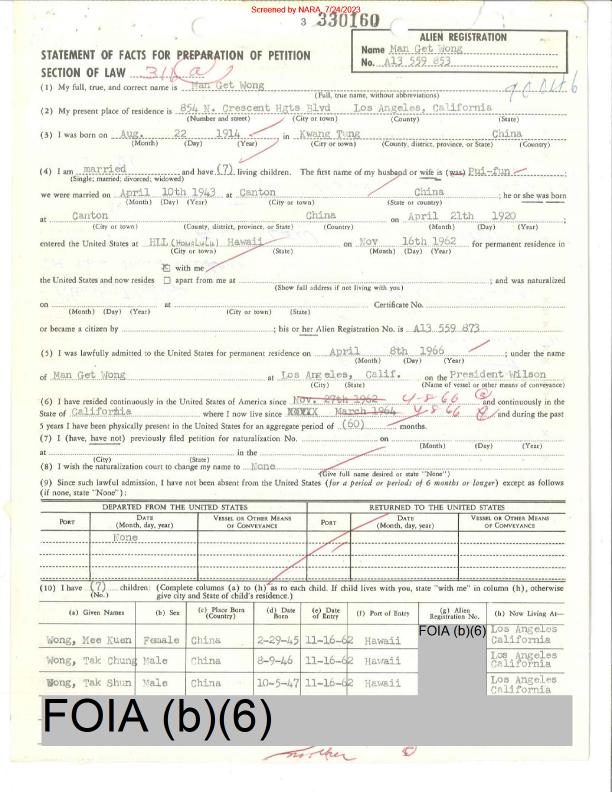 Screened by NARA, 7/24/2023
3 330160
ALIEN REGISTRATION
Name Man Get Wong
No. A13 559 853
STATEMENT OF FACTS FOR PREPARATION OF PETITION
SECTION OF LAW 316 (a)
(1) My full, true, and correct name is Man Get Wong
(Full, true name, without abbreviations)
(2) My present place of residence is 854 N. Crescent Hgts Blvd Los Angeles, California
(Number and street) (City or town) (County) (State)
(3) I was born on Aug. 22 1914 in Kwang Tung China
(Month) (Day) (Year) (City or town) (County, district, province, or State) (Country)
(4) I am married and have (7) living children. The first name of my husband or wife is (was) Pui-fun ;
(Single; married; divorced; widowed)
we were married on April 10th 1943 at Canton China ; he or she was born
(Month) (Day) (Year) (City or town) (State or country)
at Canton China on April 21th 1920 ;
(City or town) (County, district, province, or State) (Country) (Month) (Day) (Year)
entered the United States at HLL (Honolulu) Hawaii on Nov 16th 1962 for permanent residence in
(City or town) (State) (Month) (Day) (Year)
with me
the United States and now resides apart from me at ; and was naturalized
(Show full address if not living with you)
on at Certificate No.
(Month) (Day) (Year) (City or town) (State)
or became a citizen by ; his or her Alien Registration No. is A13 559 873
(5) I was lawfully admitted to the United States for permanent residence on April 8th 1966 ; under the name
(Month) (Day) (Year)
of Man Get Wong at Los Angeles, Calif. on the President Wilson
(City) (State) (Name of vessel or other means of conveyance)
(6) I have resided continuously in the United States of America since Nov. 27th 1962 4-8-66 and continuously in the
State of California where I now live since March 1964 4-8-66 and during the past
5 years I have been physically present in the United States for an aggregate period of (60) months.
(7) I (have, have not) previously filed petition for naturalization No. on
(Month) (Day) (Year)
at in the
(City) (State)
(8) I wish the naturalization court to change my name to None
(Give full name desired or state "None")
(9) Since such lawful admission, I have not been absent from the United States (for a period or periods of 6 months or longer) except as follows
(if none, state "None"):
DEPARTED FROM THE UNITED STATES RETURNED TO THE UNITED STATES
PORT DATE (Month, day, year) VESSEL OR OTHER MEANS OF CONVEYANCE PORT DATE (Month, day, year) VESSEL OR OTHER MEANS OF CONVEYANCE
None
(10) I have (7) children: (Complete columns (a) to (h) as to each child. If child lives with you, state "with me" in column (h), otherwise
(No.) give city and State of child's residence.)
(a) Given Names (b) Sex (c) Place Born (Country) (d) Date Born (e) Date of Entry (f) Port of Entry (g) Alien Registration No. (h) Now Living At—
Wong, Mee Kuen Female China 2-29-45 11-16-62 Hawaii FOIA (b)(6) Los Angeles California
Wong, Tak Chung Male China 8-9-46 11-16-62 Hawaii Los Angeles California
Wong, Tak Shun Male China 10-5-47 11-16-62 Hawaii Los Angeles California
FOIA (b)(6)